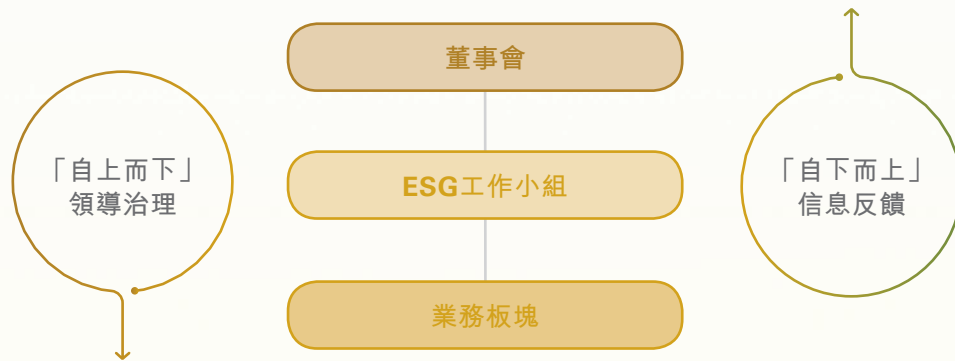 董事會
「自上而下」
領導治理
ESG工作小組
「自下而上」
信息反饋
業務板塊